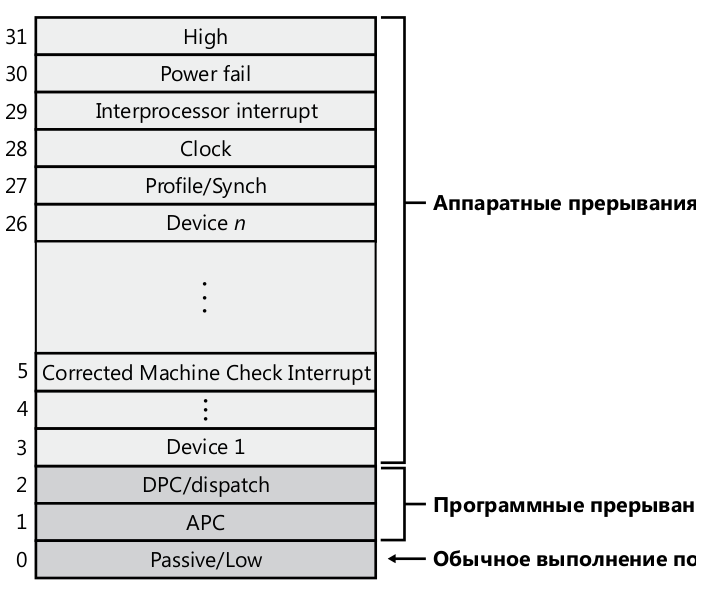 31 High
30 Power fail
29 Interprocessor interrupt
28 Clock
27 Profile/Synch
Аппаратные прерывания
26 Device n
5 Corrected Machine Check Interrupt
4
3 Device 1
2 DPC/dispatch
Программные прерыван
1 APC
0 Passive/Low
Обычное выполнение по